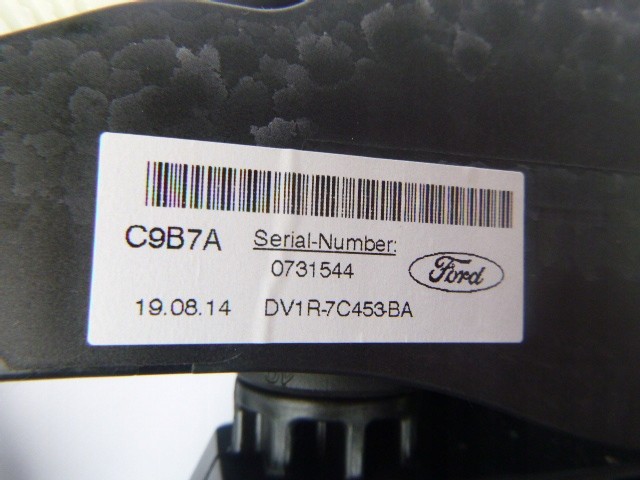 C9B7A Serial-Number:
0731544
Ford
19.08.14 DV1R-7C453-BA